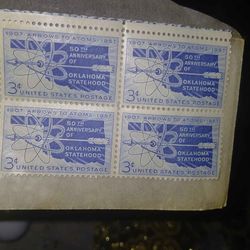 1907 ARROWS TO ATOMS 1957
50TH
ANNIVERSARY
OF
OKLAHOMA
STATEHOOD
3¢
UNITED STATES POSTAGE
1907 ARROWS TO ATOMS 1957
50TH
ANNIVERSARY
OF
OKLAHOMA
STATEHOOD
3¢
UNITED STATES POSTAGE
1907 ARROWS TO ATOMS 1957
50TH
ANNIVERSARY
OF
OKLAHOMA
STATEHOOD
3¢
UNITED STATES POSTAGE
1907 ARROWS TO ATOMS 1957
50TH
ANNIVERSARY
OF
OKLAHOMA
STATEHOOD
3¢
UNITED STATES POSTAGE